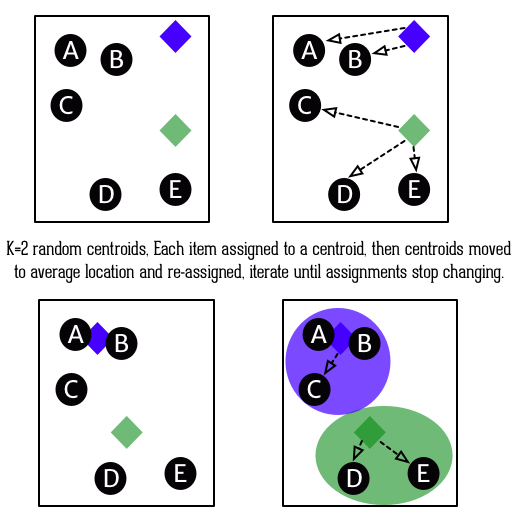 A
B
C
D
E
A
B
C
D
E
K=2 random centroids, Each item assigned to a centroid, then centroids moved
to average location and re-assigned, iterate until assignments stop changing.
A
B
C
D
E
A
B
C
D
E